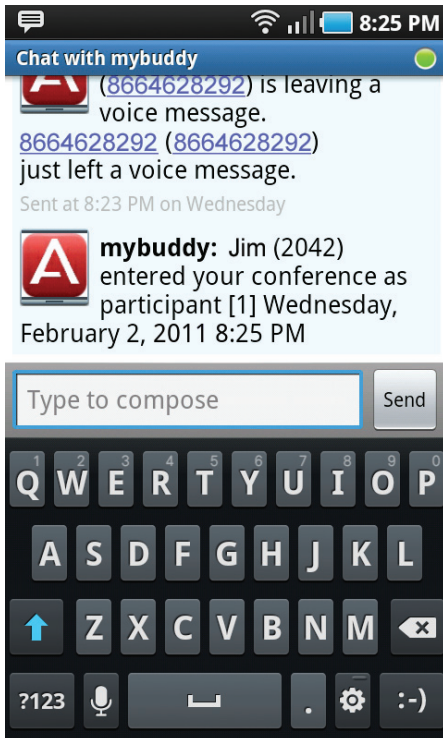 8:25 PM
Chat with mybuddy
(8664628292) is leaving a
voice message.
8664628292 (8664628292)
just left a voice message.
Sent at 8:23 PM on Wednesday
A
mybuddy: Jim (2042)
entered your conference as
participant [1] Wednesday,
February 2, 2011 8:25 PM
Type to compose
Send
1 2 3 4 5 6 7 8 9 0
Q W E R T Y U I O P
A S D F G H J K L
Z X C V B N M
?123 . :-)